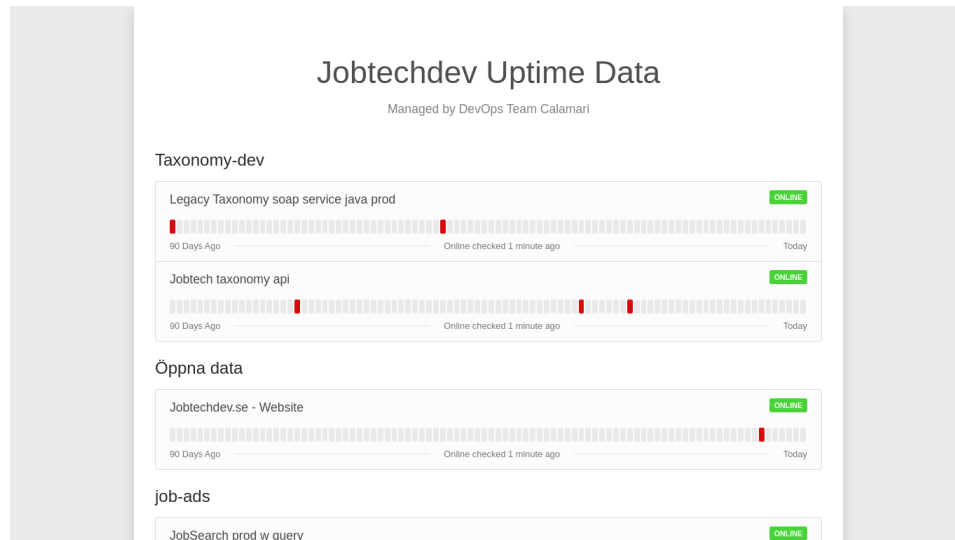 Jobtechdev Uptime Data
Managed by DevOps Team Calamari
Taxonomy-dev
Legacy Taxonomy soap service java prod
ONLINE
90 Days Ago
Online checked 1 minute ago
Today
Jobtech taxonomy api
ONLINE
90 Days Ago
Online checked 1 minute ago
Today
Öppna data
Jobtechdev.se - Website
ONLINE
90 Days Ago
Online checked 1 minute ago
Today
job-ads
JobSearch prod w query
ONLINE